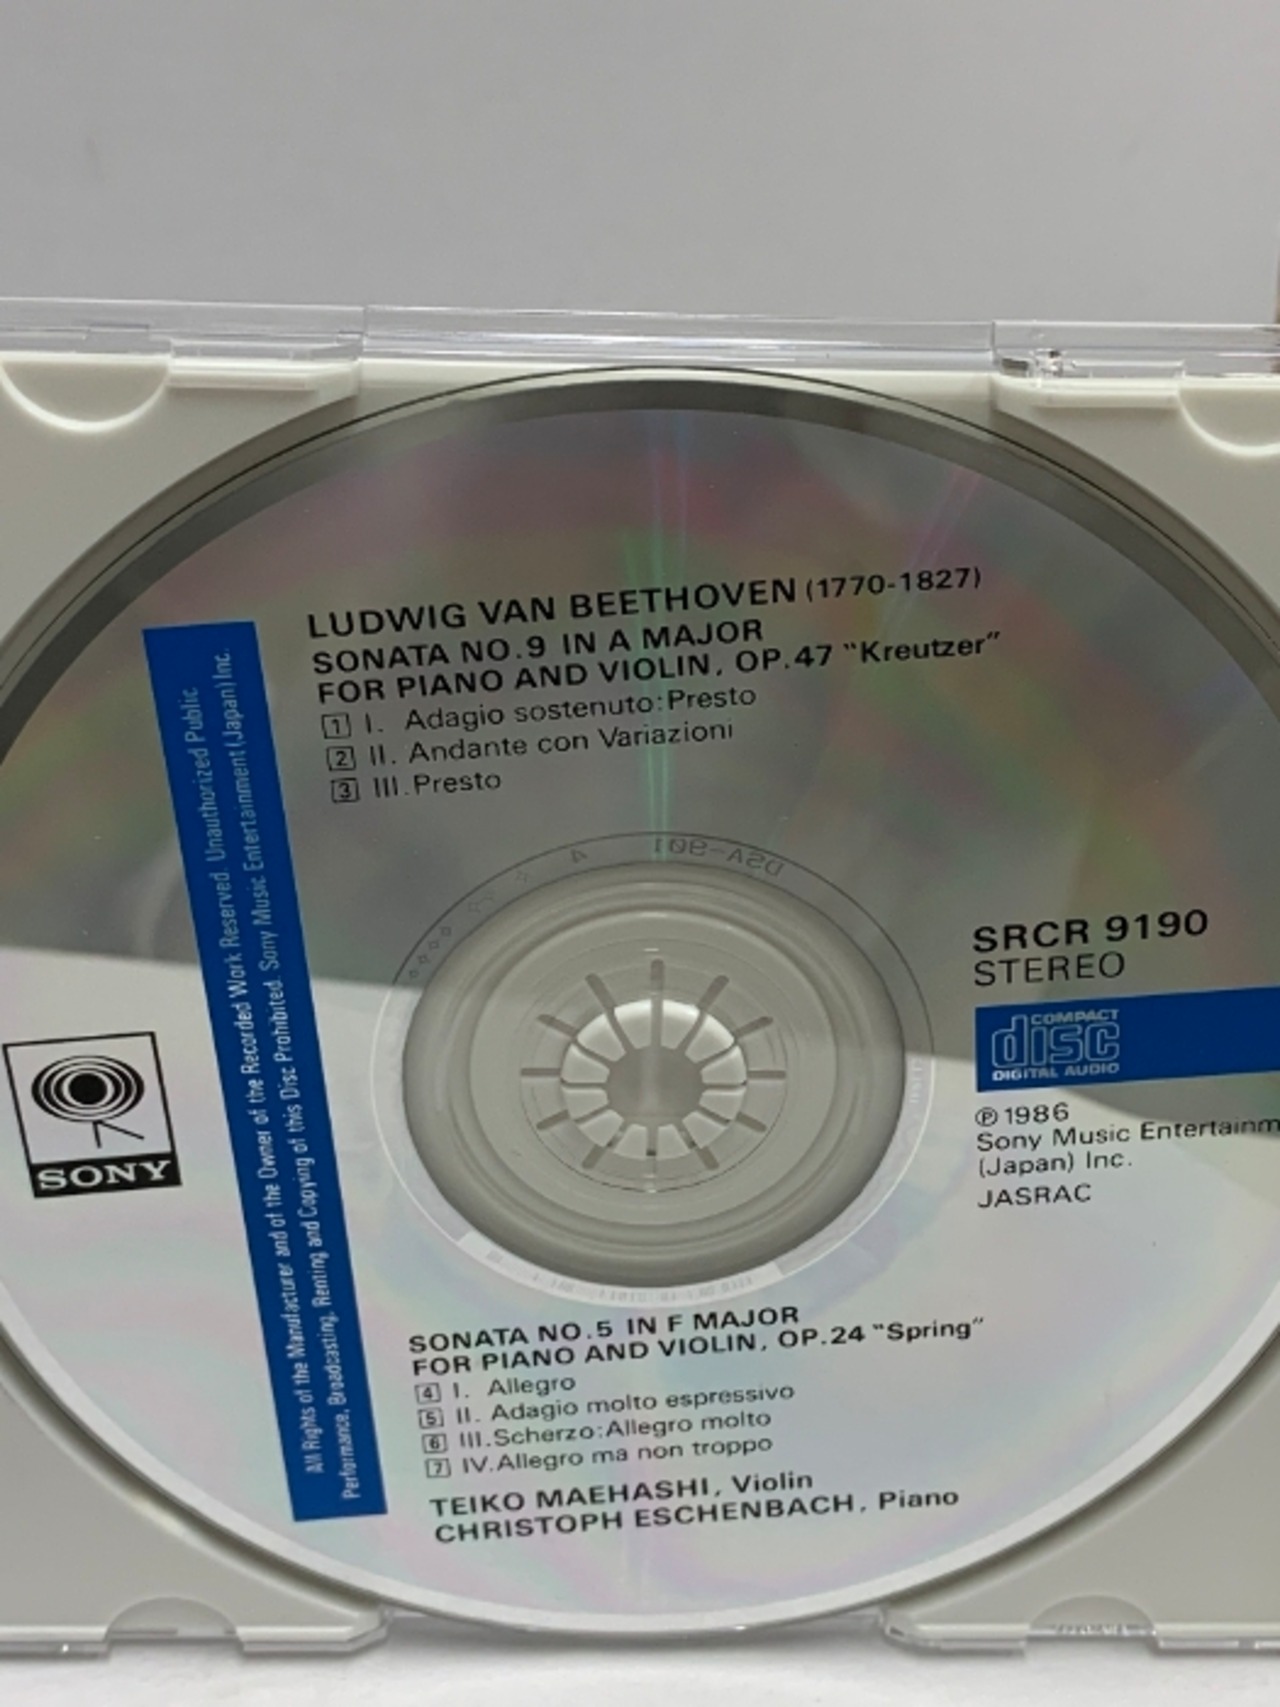 LUDWIG VAN BEETHOVEN (1770-1827)
SONATA NO.9 IN A MAJOR
FOR PIANO AND VIOLIN, OP.47 "Kreutzer"
1 I. Adagio sostenuto:Presto
2 II. Andante con Variazioni
3 III.Presto
All Rights of the Manufacturer and of the Owner of the Recorded Work Reserved. Unauthorized Public
Performance, Broadcasting, Renting and Copying of this Disc Prohibited. Sony Music Entertainment (Japan) Inc.
DSA-901 4
SRCR 9190
STEREO
COMPACT
disc
DIGITAL AUDIO
℗1986
Sony Music Entertainm
(Japan) Inc.
JASRAC
SONY
SONATA NO.5 IN F MAJOR
FOR PIANO AND VIOLIN, OP.24 "Spring"
4 I. Allegro
5 II. Adagio molto espressivo
6 III.Scherzo:Allegro molto
7 IV.Allegro ma non troppo
TEIKO MAEHASHI, Violin
CHRISTOPH ESCHENBACH, Piano